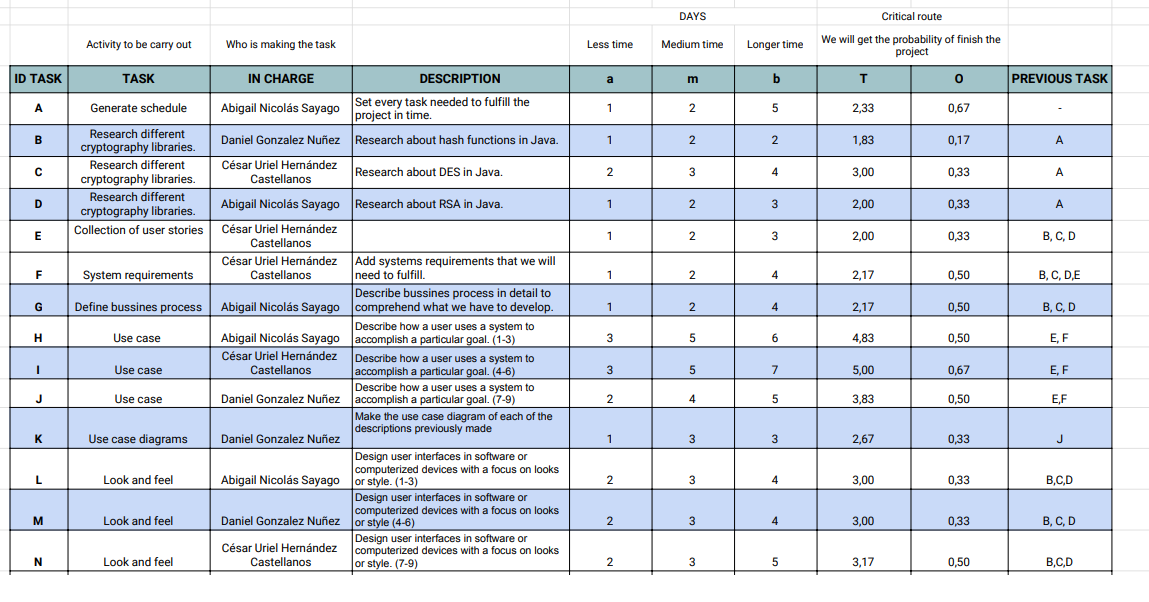 DAYS Critical route
Activity to be carry out Who is making the task Less time Medium time Longer time We will get the probability of finish the
project
ID TASK TASK IN CHARGE DESCRIPTION a m b T O PREVIOUS TASK
A Generate schedule Abigail Nicolás Sayago Set every task needed to fulfill the
project in time. 1 2 5 2,33 0,67 -
B Research different
cryptography libraries. Daniel Gonzalez Nuñez Research about hash functions in Java. 1 2 2 1,83 0,17 A
C Research different
cryptography libraries. César Uriel Hernández
Castellanos Research about DES in Java. 2 3 4 3,00 0,33 A
D Research different
cryptography libraries. Abigail Nicolás Sayago Research about RSA in Java. 1 2 3 2,00 0,33 A
E Collection of user stories César Uriel Hernández
Castellanos 1 2 3 2,00 0,33 B, C, D
F System requirements César Uriel Hernández
Castellanos Add systems requirements that we will
need to fulfill. 1 2 4 2,17 0,50 B, C, D,E
G Define bussines process Abigail Nicolás Sayago Describe bussines process in detail to
comprehend what we have to develop. 1 2 4 2,17 0,50 B, C, D
H Use case Abigail Nicolás Sayago Describe how a user uses a system to
accomplish a particular goal. (1-3) 3 5 6 4,83 0,50 E, F
I Use case César Uriel Hernández
Castellanos Describe how a user uses a system to
accomplish a particular goal. (4-6) 3 5 7 5,00 0,67 E, F
J Use case Daniel Gonzalez Nuñez Describe how a user uses a system to
accomplish a particular goal. (7-9) 2 4 5 3,83 0,50 E,F
K Use case diagrams Daniel Gonzalez Nuñez Make the use case diagram of each of the
descriptions previously made 1 3 3 2,67 0,33 J
L Look and feel Abigail Nicolás Sayago Design user interfaces in software or
computerized devices with a focus on looks
or style. (1-3) 2 3 4 3,00 0,33 B,C,D
M Look and feel Daniel Gonzalez Nuñez Design user interfaces in software or
computerized devices with a focus on looks
or style (4-6) 2 3 4 3,00 0,33 B, C, D
N Look and feel César Uriel Hernández
Castellanos Design user interfaces in software or
computerized devices with a focus on looks
or style. (7-9) 2 3 5 3,17 0,50 B,C,D